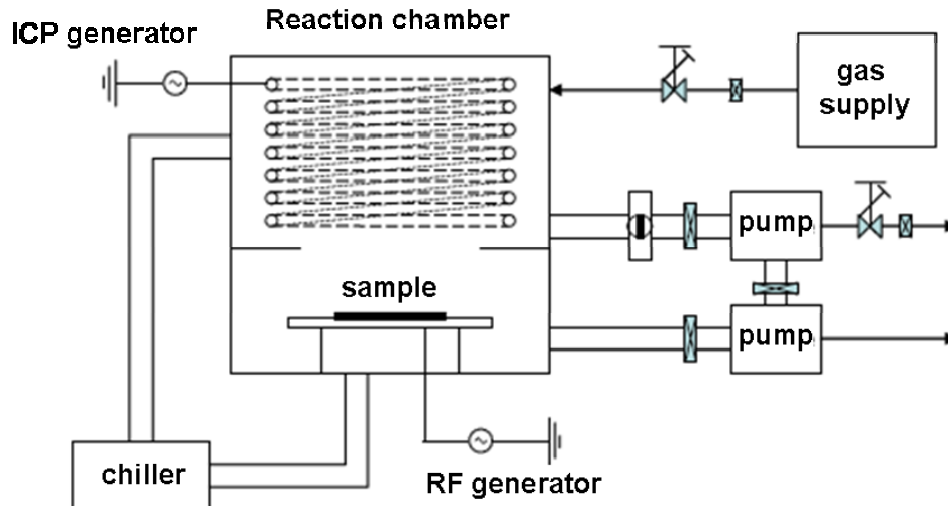 Reaction chamber
ICP generator
gas
supply
pump
sample
pump
chiller
RF generator